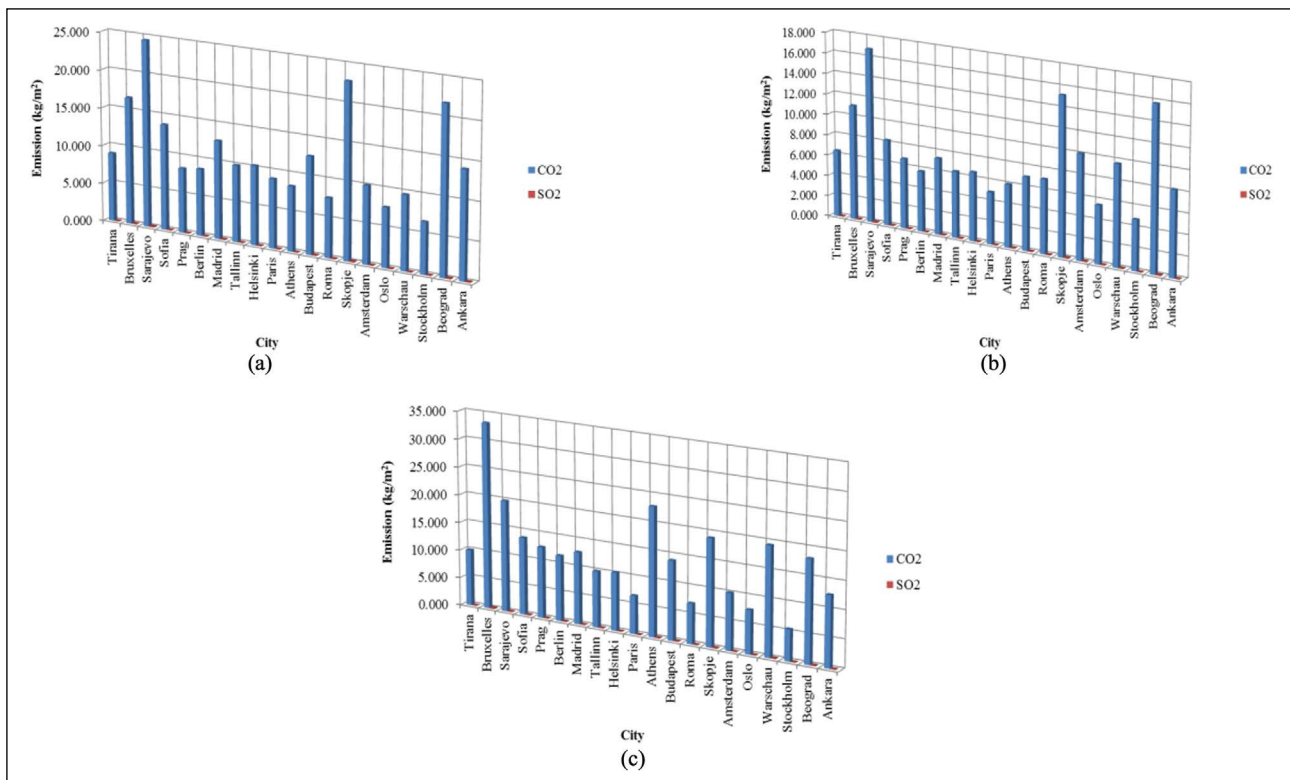 25.000
20.000
15.000
10.000
5.000
0.000
Emission (kg/m²)
Tirana
Bruxelles
Sarajevo
Sofia
Prag
Berlin
Madrid
Tallinn
Helsinki
Paris
Athens
Budapest
Roma
Skopje
Amsterdam
Oslo
Warschau
Stockholm
Beograd
Ankara
City
CO2
SO2
(a)
18.000
16.000
14.000
12.000
10.000
8.000
6.000
4.000
2.000
0.000
Emission (kg/m²)
Tirana
Bruxelles
Sarajevo
Sofia
Prag
Berlin
Madrid
Tallinn
Helsinki
Paris
Athens
Budapest
Roma
Skopje
Amsterdam
Oslo
Warschau
Stockholm
Beograd
Ankara
City
CO2
SO2
(b)
35.000
30.000
25.000
20.000
15.000
10.000
5.000
0.000
Emission (kg/m²)
Tirana
Bruxelles
Sarajevo
Sofia
Prag
Berlin
Madrid
Tallinn
Helsinki
Paris
Athens
Budapest
Roma
Skopje
Amsterdam
Oslo
Warschau
Stockholm
Beograd
Ankara
City
CO2
SO2
(c)